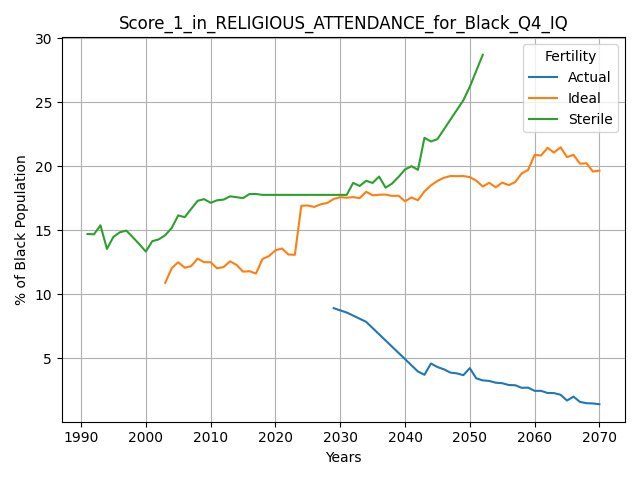 Score_1_in_RELIGIOUS_ATTENDANCE_for_Black_Q4_IQ
30
25
20
15
10
5
% of Black Population
Fertility
Actual
Ideal
Sterile
1990 2000 2010 2020 2030 2040 2050 2060 2070
Years